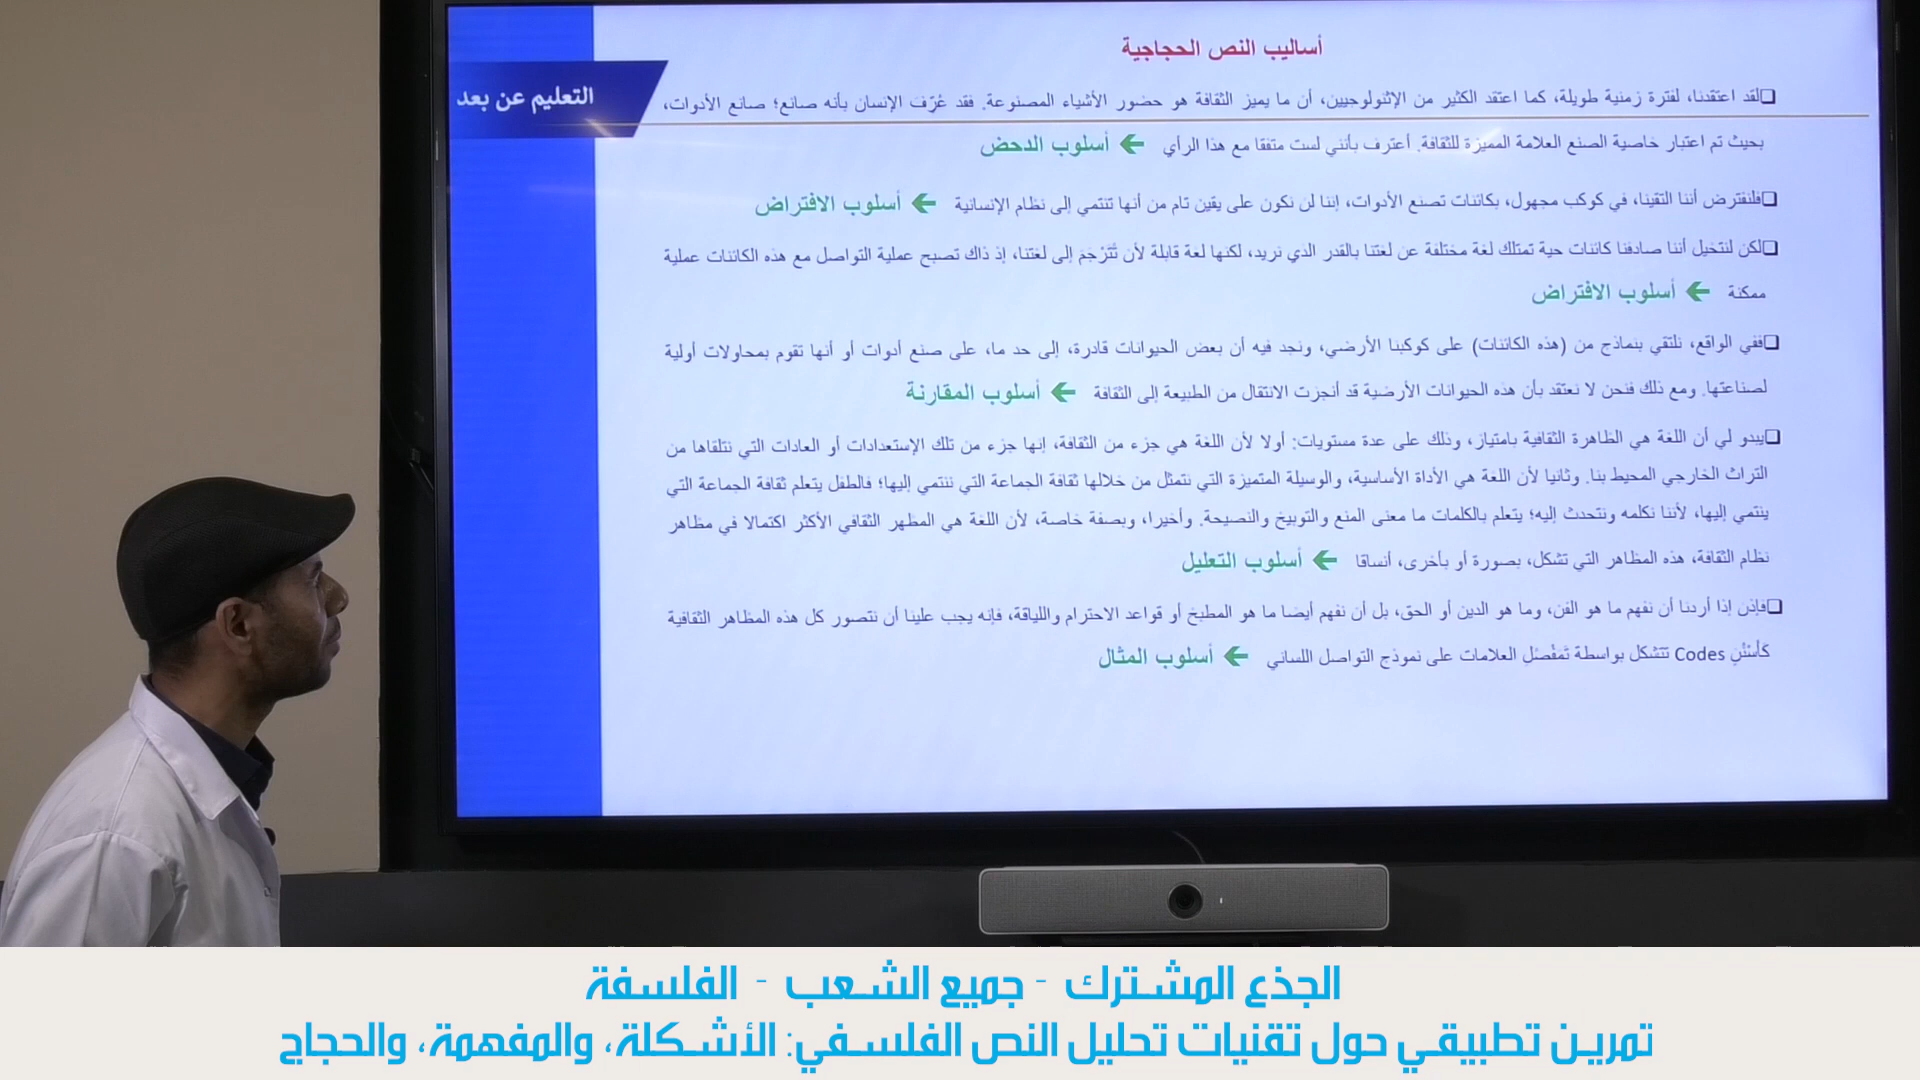 أساليب النص الحجاجية
التعليم عن بعد
لقد اعتقدنا، لفترة زمنية طويلة، كما اعتقد الكثير من الإثنولوجيين، أن ما يميز الثقافة هو حضور الأشياء المصنوعة. فقد عُرّف الإنسان بأنه صانع؛ صانع الأدوات،
بحيث تم اعتبار خاصية الصنع العلامة المميزة للثقافة. أعترف بأنني لست متفقا مع هذا الرأي ← أسلوب الدحض
فلنفترض أننا التقينا، في كوكب مجهول، بكائنات تصنع الأدوات، إننا لن نكون على يقين تام من أنها تنتمي إلى نظام الإنسانية ← أسلوب الافتراض
لكن لنتخيل أننا صادفنا كائنات حية تمتلك لغة مختلفة عن لغتنا بالقدر الذي نريد، لكنها لغة قابلة لأن تُتَرْجَمَ إلى لغتنا، إذ ذاك تصبح عملية التواصل مع هذه الكائنات عملية
ممكنة ← أسلوب الافتراض
ففي الواقع، نلتقي بنماذج من (هذه الكائنات) على كوكبنا الأرضي، ونجد فيه أن بعض الحيوانات قادرة، إلى حد ما، على صنع أدوات أو أنها تقوم بمحاولات أولية
لصناعتها. ومع ذلك فنحن لا نعتقد بأن هذه الحيوانات الأرضية قد أنجزت الانتقال من الطبيعة إلى الثقافة ← أسلوب المقارنة
يبدو لي أن اللغة هي الظاهرة الثقافية بامتياز، وذلك على عدة مستويات: أولا لأن اللغة هي جزء من الثقافة، إنها جزء من تلك الإستعدادات أو العادات التي نتلقاها من
التراث الخارجي المحيط بنا. وثانيا لأن اللغة هي الأداة الأساسية، والوسيلة المتميزة التي نتمثل من خلالها ثقافة الجماعة التي ننتمي إليها؛ فالطفل يتعلم ثقافة الجماعة التي
ينتمي إليها، لأننا نكلمه ونتحدث إليه؛ يتعلم بالكلمات ما معنى المنع والتوبيخ والنصيحة. وأخيرا، وبصفة خاصة، لأن اللغة هي المظهر الثقافي الأكثر اكتمالا في مظاهر
نظام الثقافة، هذه المظاهر التي تشكل، بصورة أو بأخرى، أنساقا ← أسلوب التعليل
فإذن إذا أردنا أن نفهم ما هو الفن، وما هو الدين أو الحق، بل أن نفهم أيضا ما هو المطبخ أو قواعد الاحترام واللياقة، فإنه يجب علينا أن نتصور كل هذه المظاهر الثقافية
كَأَسْنُنٍ Codes تتشكل بواسطة تَمَفْصُلِ العلامات على نموذج التواصل اللساني ← أسلوب المثال
الجذع المشترك - جميع الشعب - الفلسفة
تمرين تطبيقي حول تقنيات تحليل النص الفلسفي: الأشكلة، والمفهمة، والحجاج